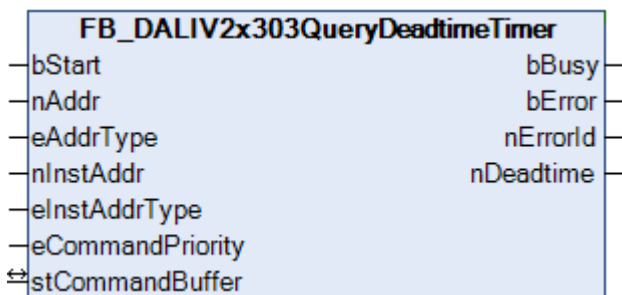 FB_DALIV2x303QueryDeadtimeTimer
bStart bBusy
nAddr bError
eAddrType nErrorId
nInstAddr nDeadtime
eInstAddrType
eCommandPriority
stCommandBuffer